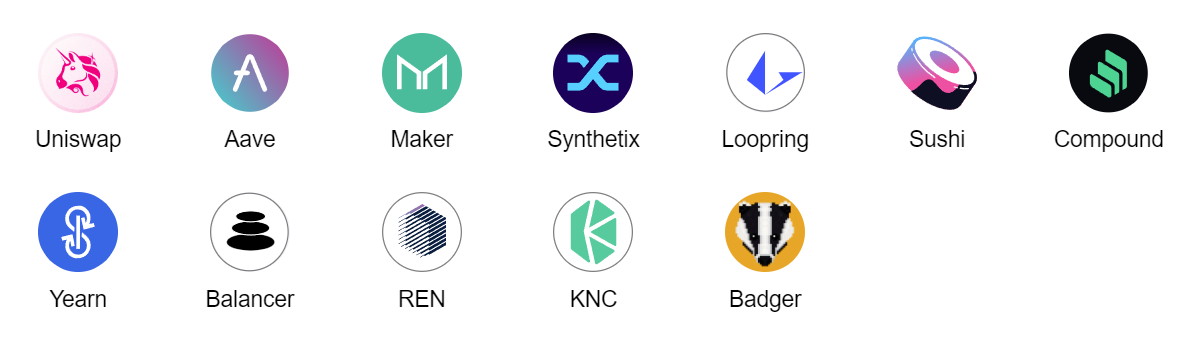 Uniswap Aave Maker Synthetix Loopring Sushi Compound
Yearn Balancer REN KNC Badger